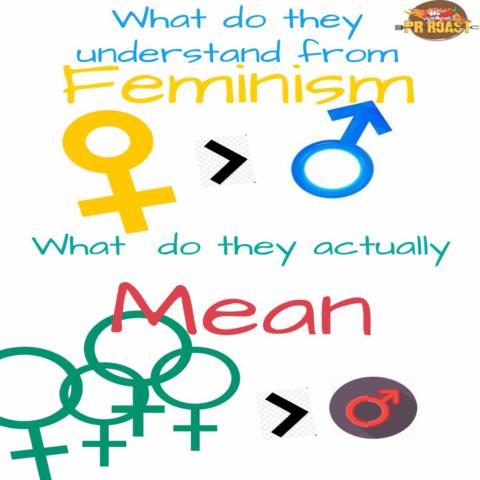 What do they
understand from
Feminism
>
What do they actually
Mean
>
PR ROAST